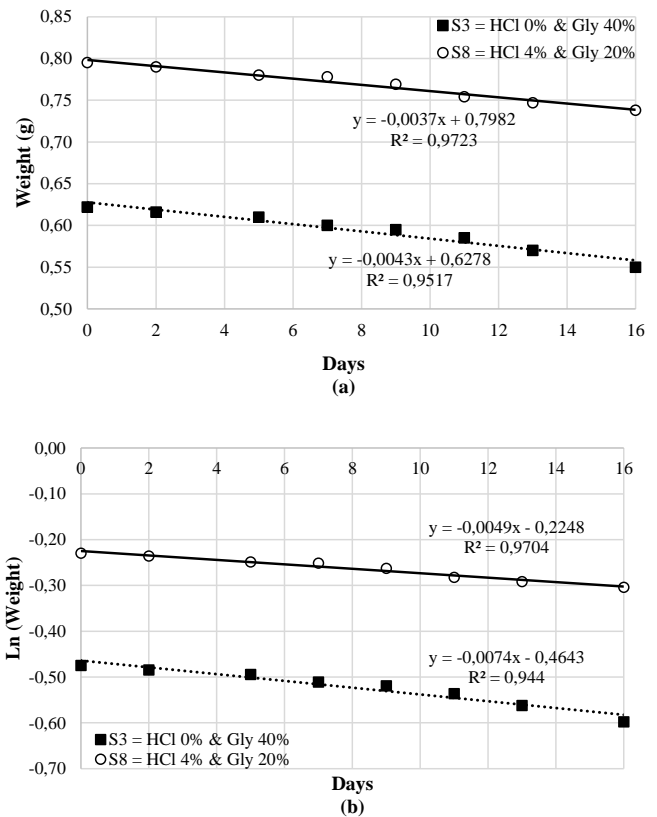 0,85
■ S3 = HCl 0% & Gly 40%
○ S8 = HCl 4% & Gly 20%
0,80
0,75
y = -0,0037x + 0,7982
R² = 0,9723
0,70
Weight (g)
0,65
0,60
y = -0,0043x + 0,6278
R² = 0,9517
0,55
0,50
0 2 4 6 8 10 12 14 16
Days
(a)
0,00
0 2 4 6 8 10 12 14 16
-0,10
-0,20
y = -0,0049x - 0,2248
R² = 0,9704
-0,30
Ln (Weight)
-0,40
y = -0,0074x - 0,4643
R² = 0,944
-0,50
-0,60
■ S3 = HCl 0% & Gly 40%
○ S8 = HCl 4% & Gly 20%
-0,70
Days
(b)